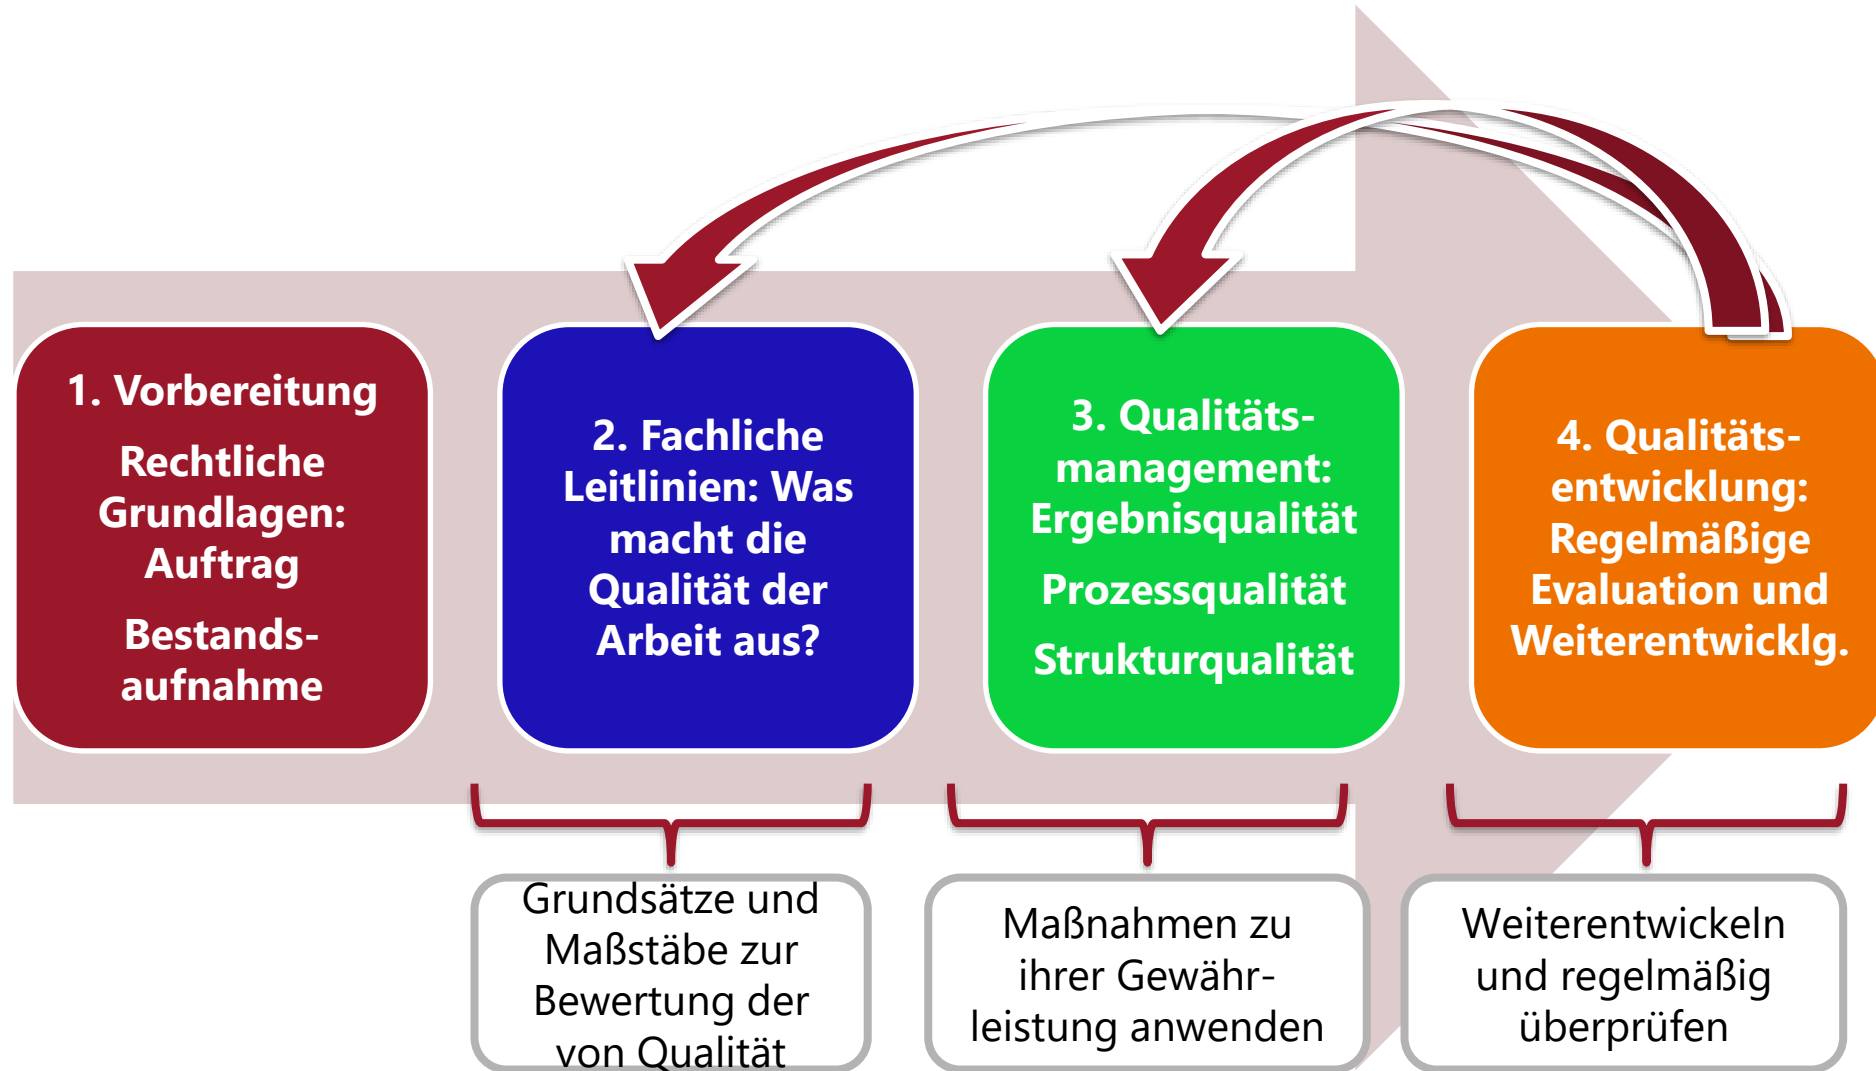 1. Vorbereitung
Rechtliche
Grundlagen:
Auftrag
Bestands-
aufnahme
2. Fachliche
Leitlinien: Was
macht die
Qualität der
Arbeit aus?
3. Qualitäts-
management:
Ergebnisqualität
Prozessqualität
Strukturqualität
4. Qualitäts-
entwicklung:
Regelmäßige
Evaluation und
Weiterentwicklg.
Grundsätze und
Maßstäbe zur
Bewertung der
von Qualität
Maßnahmen zu
ihrer Gewähr-
leistung anwenden
Weiterentwickeln
und regelmäßig
überprüfen